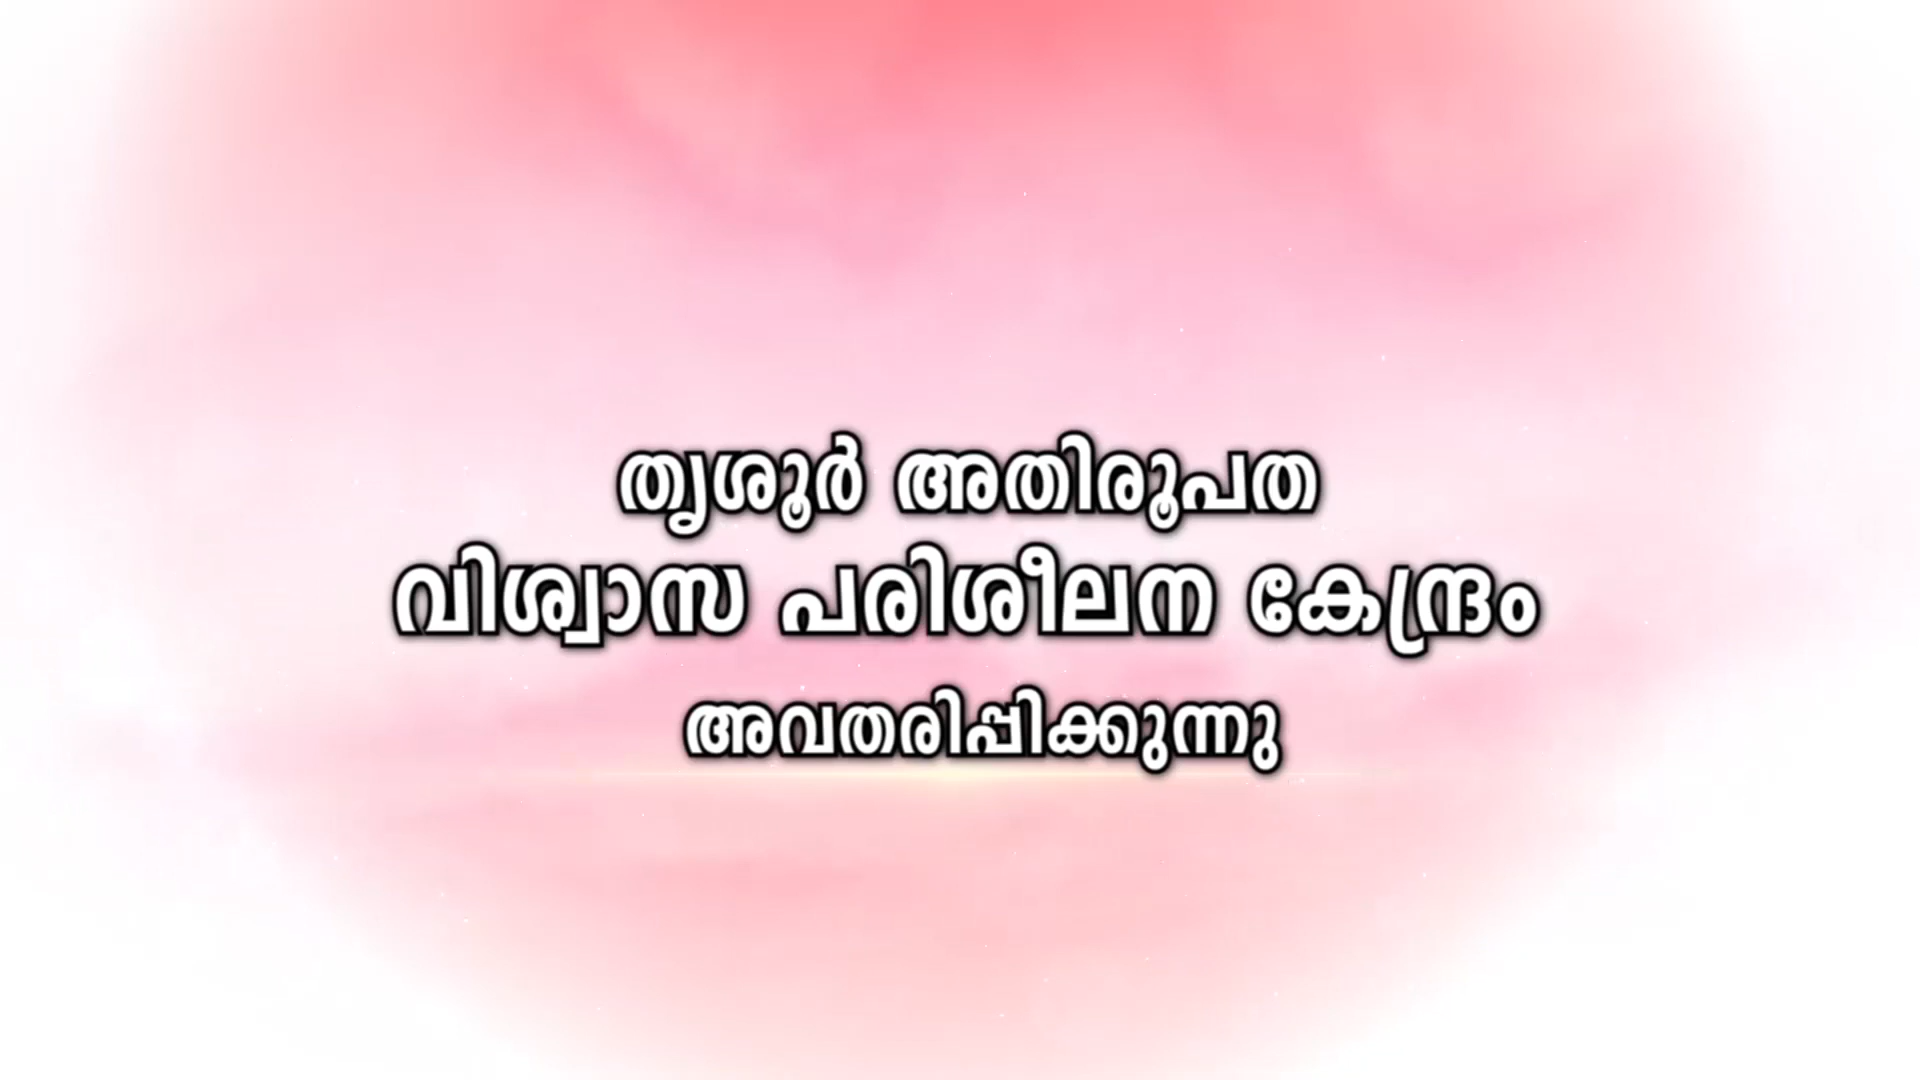 തൃശൂർ അതിരൂപത
വിശ്വാസ പരിശീലന കേന്ദ്രം
അവതരിപ്പിക്കുന്നു